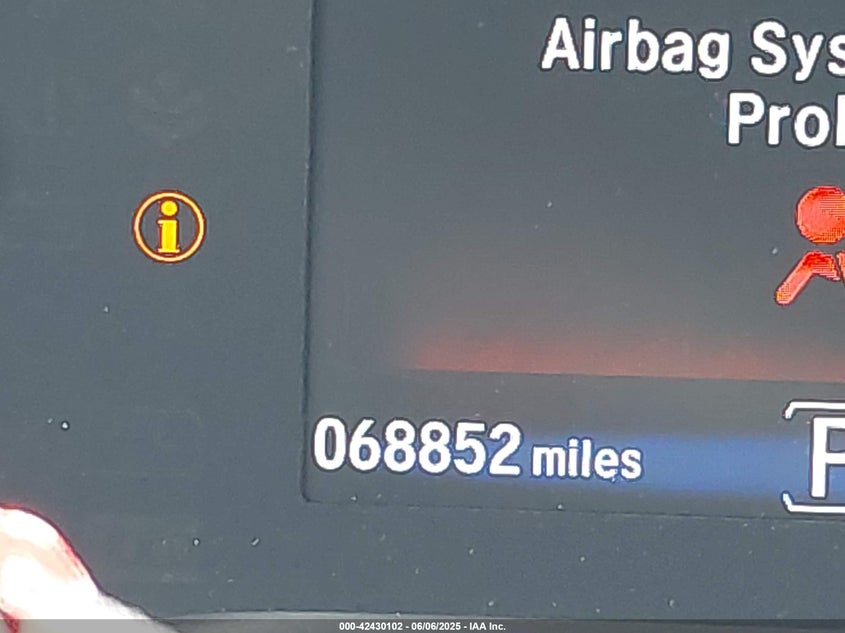 Airbag Sys
Prol
068852 miles
P
000-42430102 - 06/06/2025 - IAA Inc.